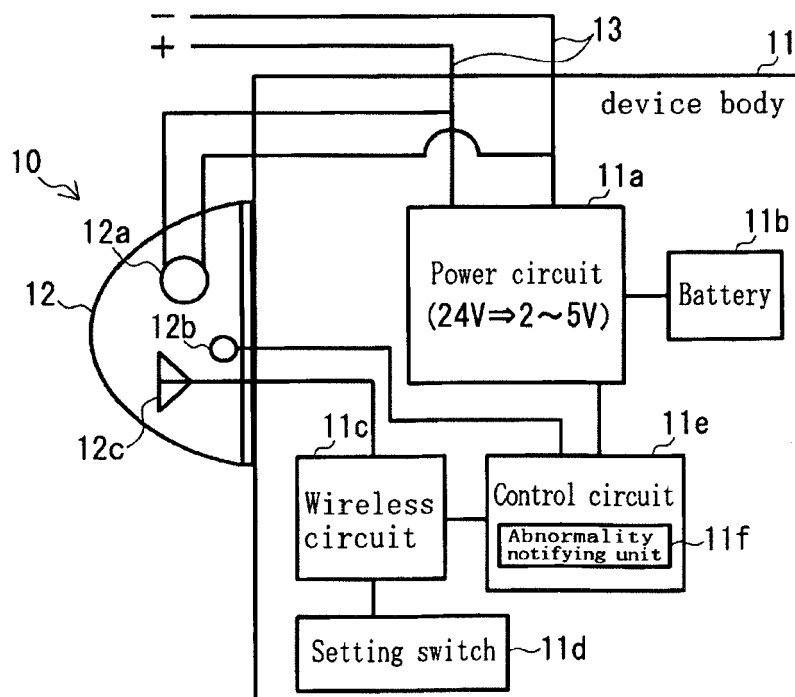 −
+
13
11
device body
10
11a
12a
11b
12
Power circuit
(24V⇒2～5V)
Battery
12b
12c
11c
11e
Wireless
circuit
Control circuit
Abnormality
notifying unit
11f
Setting switch
11d